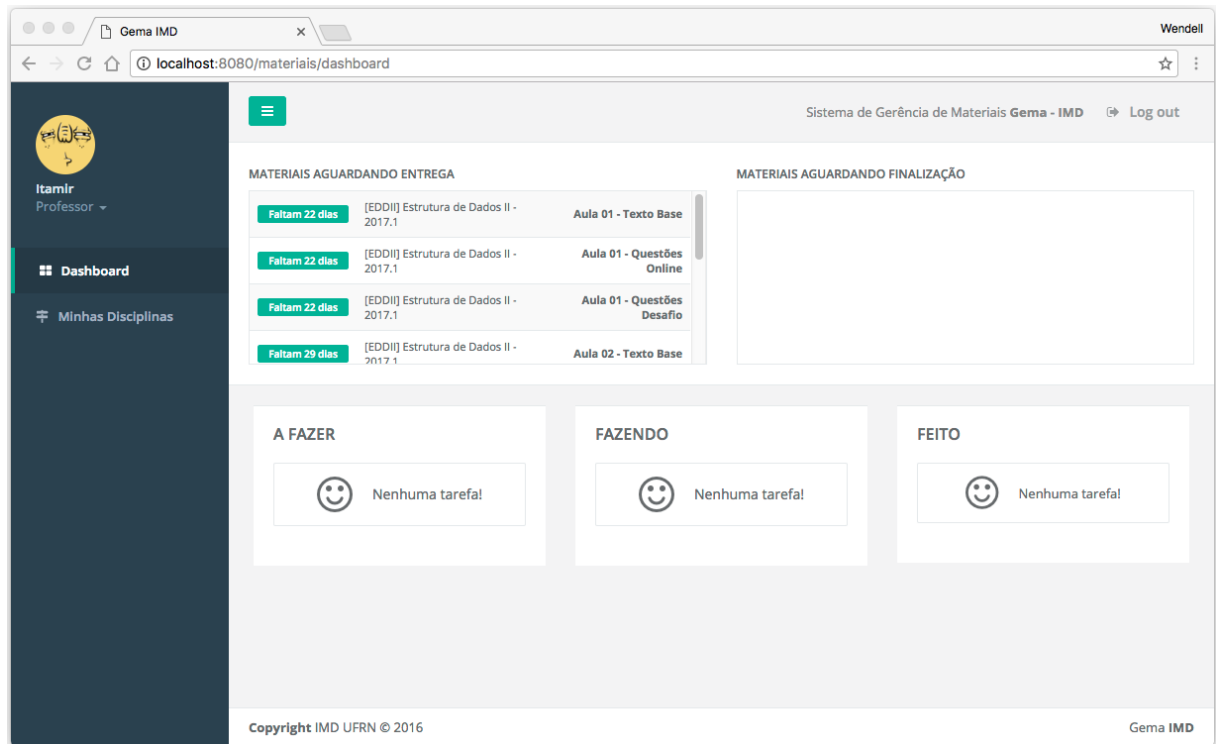 Gema IMD
Wendell
localhost:8080/materiais/dashboard
Sistema de Gerência de Materiais Gema - IMD Log out
Itamir
Professor
Dashboard
Minhas Disciplinas
MATERIAIS AGUARDANDO ENTREGA
Faltam 22 dias
[EDDII] Estrutura de Dados II -
2017.1
Aula 01 - Texto Base
Faltam 22 dias
[EDDII] Estrutura de Dados II -
2017.1
Aula 01 - Questões
Online
Faltam 22 dias
[EDDII] Estrutura de Dados II -
2017.1
Aula 01 - Questões
Desafio
Faltam 29 dias
[EDDII] Estrutura de Dados II -
2017.1
Aula 02 - Texto Base
MATERIAIS AGUARDANDO FINALIZAÇÃO
A FAZER
Nenhuma tarefa!
FAZENDO
Nenhuma tarefa!
FEITO
Nenhuma tarefa!
Copyright IMD UFRN © 2016
Gema IMD